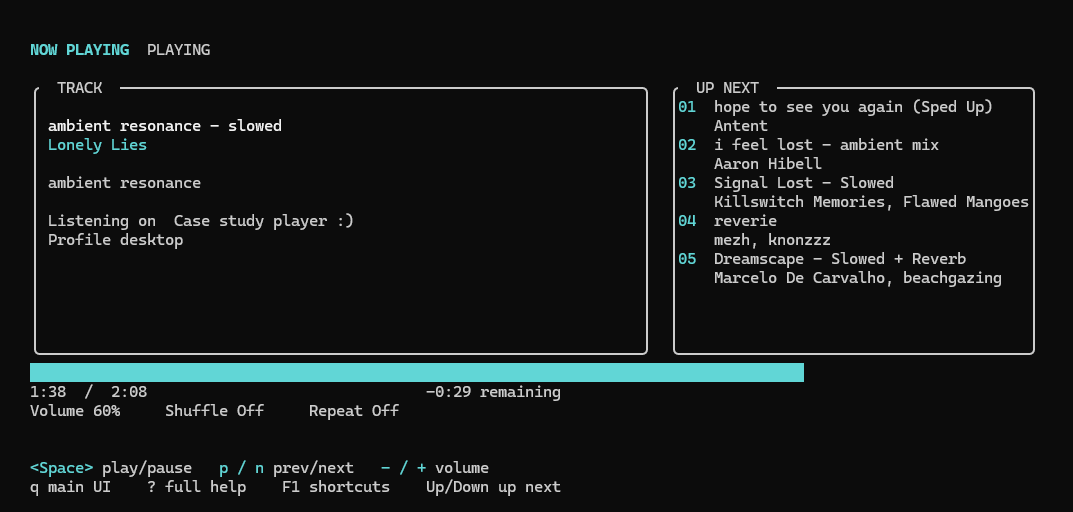 NOW PLAYING  PLAYING
TRACK
ambient resonance - slowed
Lonely Lies
ambient resonance
Listening on  Case study player :)
Profile desktop
UP NEXT
01  hope to see you again (Sped Up)
Antent
02  i feel lost - ambient mix
Aaron Hibell
03  Signal Lost - Slowed
Killswitch Memories, Flawed Mangoes
04  reverie
mezh, knonzzz
05  Dreamscape - Slowed + Reverb
Marcelo De Carvalho, beachgazing
1:38  /  2:08  -0:29 remaining
Volume 60%  Shuffle Off  Repeat Off
<Space> play/pause  p / n prev/next  - / + volume
q main UI  ? full help  F1 shortcuts  Up/Down up next